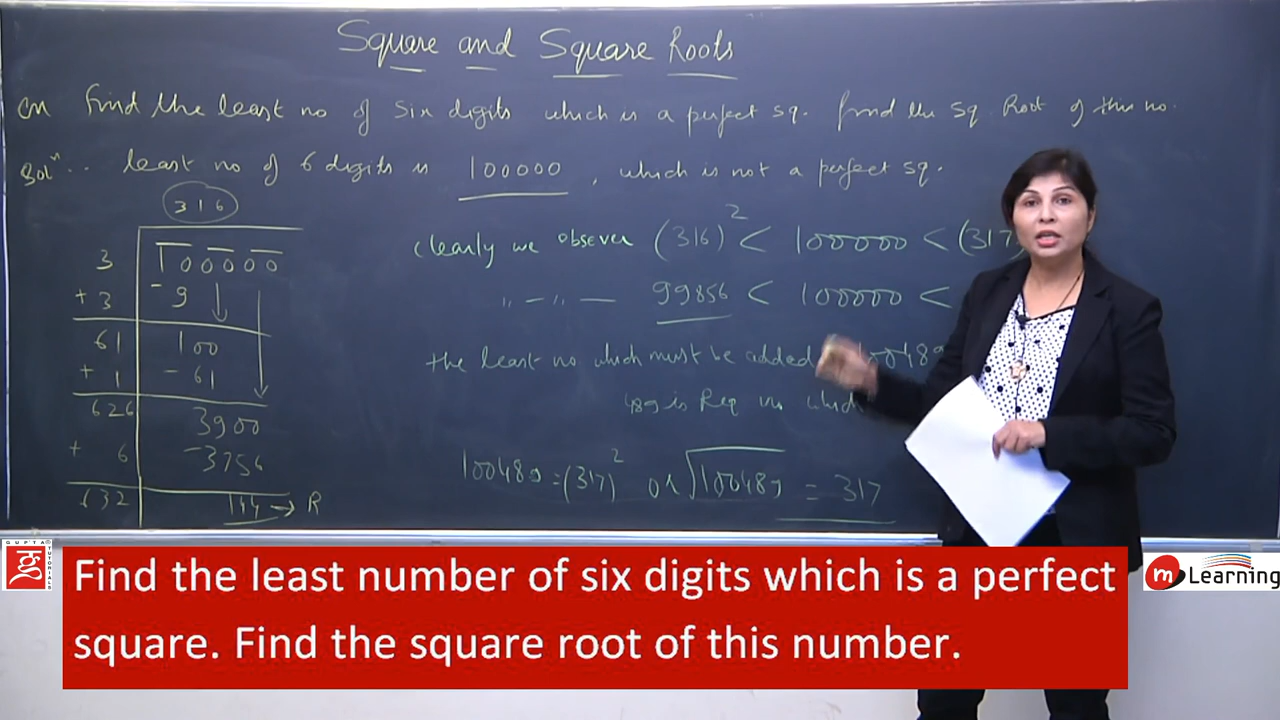 Square and Square Roots
Qn Find the least no of six digits which is a perfect sq. find the sq. Root of this no.
Solⁿ.. least no of 6 digits is 100000, which is not a perfect sq.
316
3 100000
+3 -9
61 100
+1 -61
626 3900
+6 -3756
632 144 → R
clearly we observe (316)² < 100000 < (317
,, — ,, — 99856 < 100000 <
the least no which must be added 100489
489 is Req no which
100489 = (317)² or √100489 = 317
GUPTA TUTORIALS
Find the least number of six digits which is a perfect
square. Find the square root of this number.
m Learning